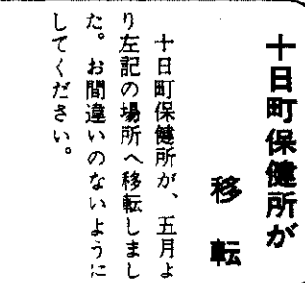 十日町保健所が
移転
十日町保健所が、五月よ
り左記の場所へ移転しまし
た。お間違いのないように
してください。